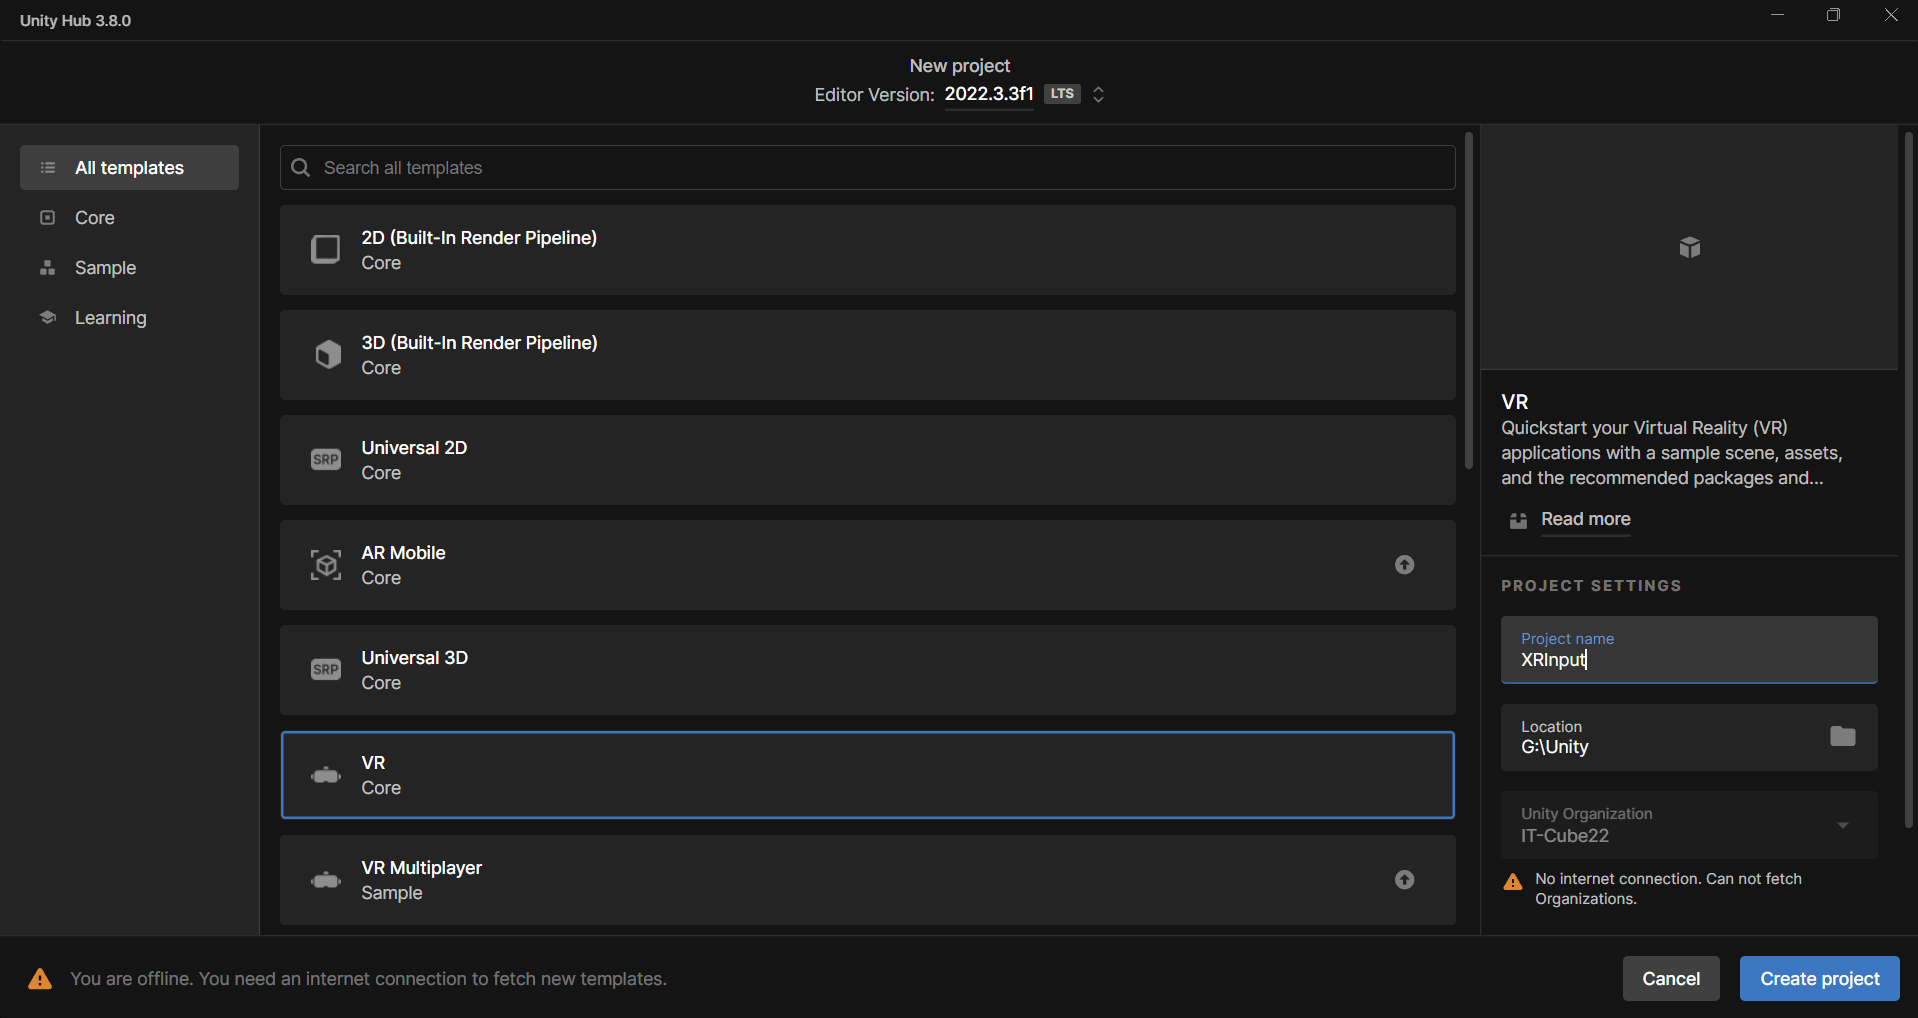 Unity Hub 3.8.0
New project
Editor Version: 2022.3.3f1 LTS
All templates
Core
Sample
Learning
Search all templates
2D (Built-In Render Pipeline)
Core
3D (Built-In Render Pipeline)
Core
SRP
Universal 2D
Core
AR Mobile
Core
SRP
Universal 3D
Core
VR
Core
VR Multiplayer
Sample
VR
Quickstart your Virtual Reality (VR)
applications with a sample scene, assets,
and the recommended packages and...
Read more
PROJECT SETTINGS
Project name
XRInput
Location
G:\Unity
Unity Organization
IT-Cube22
No internet connection. Can not fetch
Organizations.
You are offline. You need an internet connection to fetch new templates.
Cancel
Create project